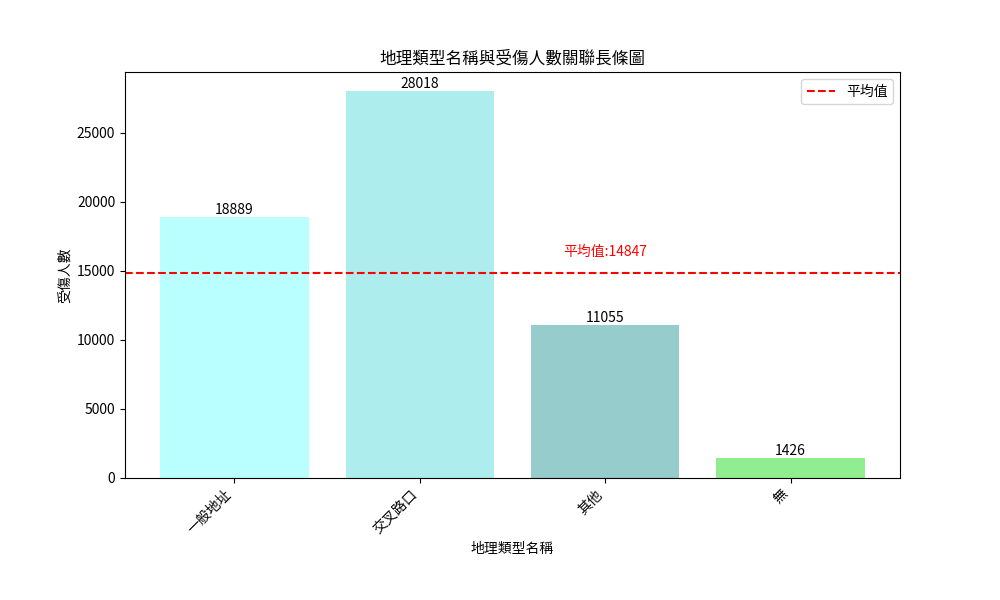 地理類型名稱與受傷人數關聯長條圖
平均值
28018
25000
20000
18889
平均值:14847
受傷人數
15000
11055
10000
5000
1426
0
一般地址
交叉路口
其他
無
地理類型名稱